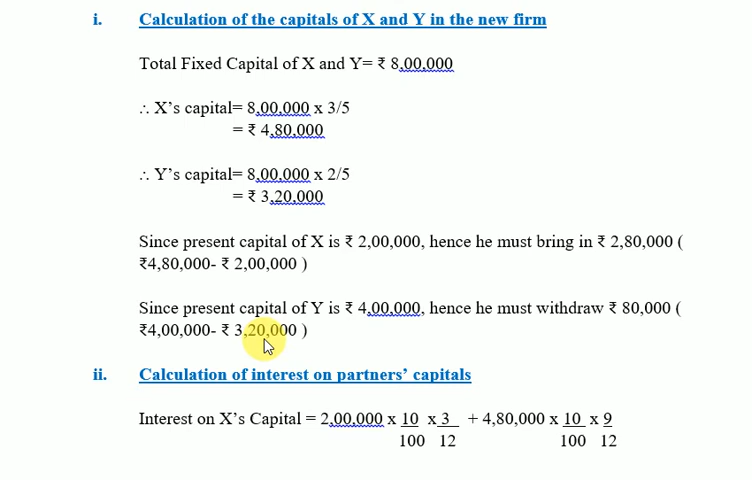 i. Calculation of the capitals of X and Y in the new firm
Total Fixed Capital of X and Y= ₹ 8,00,000
∴ X’s capital= 8,00,000 x 3/5
= ₹ 4,80,000
∴ Y’s capital= 8,00,000 x 2/5
= ₹ 3,20,000
Since present capital of X is ₹ 2,00,000, hence he must bring in ₹ 2,80,000 (
₹4,80,000- ₹ 2,00,000 )
Since present capital of Y is ₹ 4,00,000, hence he must withdraw ₹ 80,000 (
₹4,00,000- ₹ 3,20,000 )
ii. Calculation of interest on partners’ capitals
Interest on X’s Capital = 2,00,000 x 10 x 3 + 4,80,000 x 10 x 9
100 12 100 12